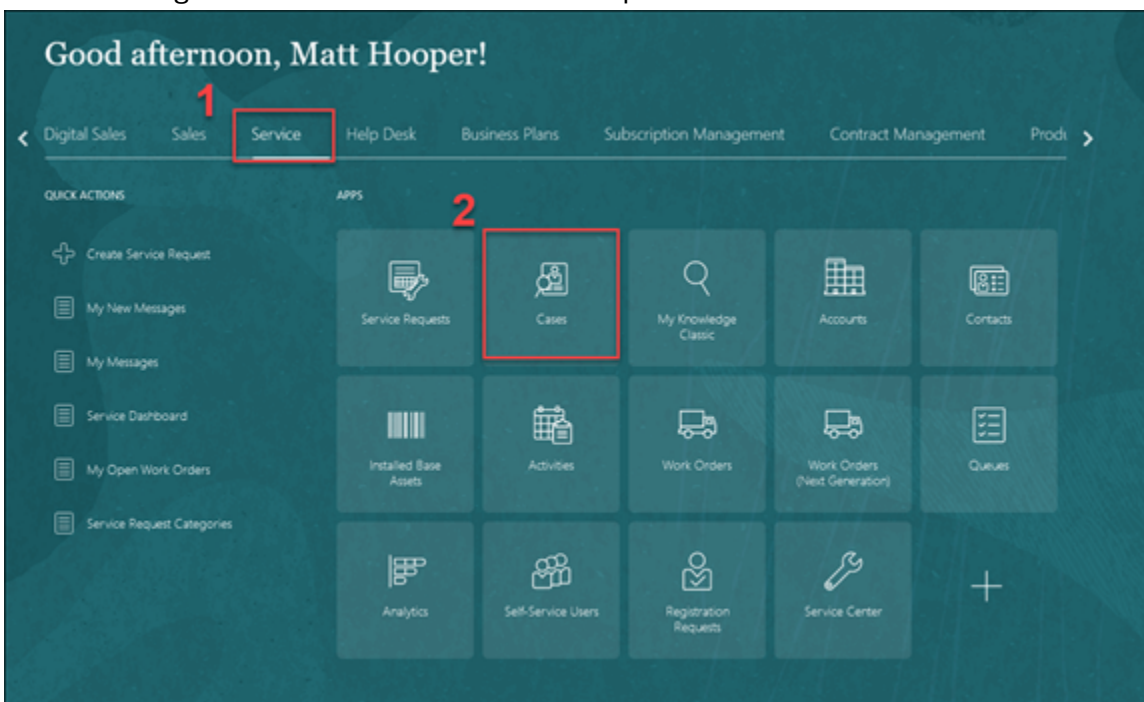 Good afternoon, Matt Hooper!
1
Digital Sales Sales Service Help Desk Business Plans Subscription Management Contract Management Produ
QUICK ACTIONS
APPS
2
Create Service Request
My New Messages
My Messages
Service Dashboard
My Open Work Orders
Service Request Categories
Service Requests
Cases
My Knowledge
Classic
Accounts
Contacts
Installed Base
Assets
Activities
Work Orders
Work Orders
(Next Generation)
Queues
Analytics
Self-Service Users
Registration
Requests
Service Center